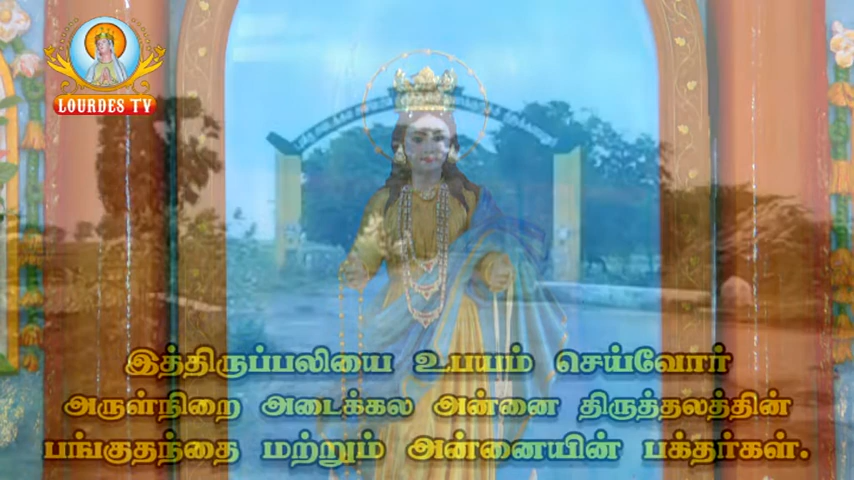 LOURDES TV
இத்திருப்பலியை உபயம் செய்வோர்
அருள்நிறை அடைக்கல அன்னை திருத்தலத்தின்
பங்குதந்தை மற்றும் அன்னையின் பக்தர்கள்.